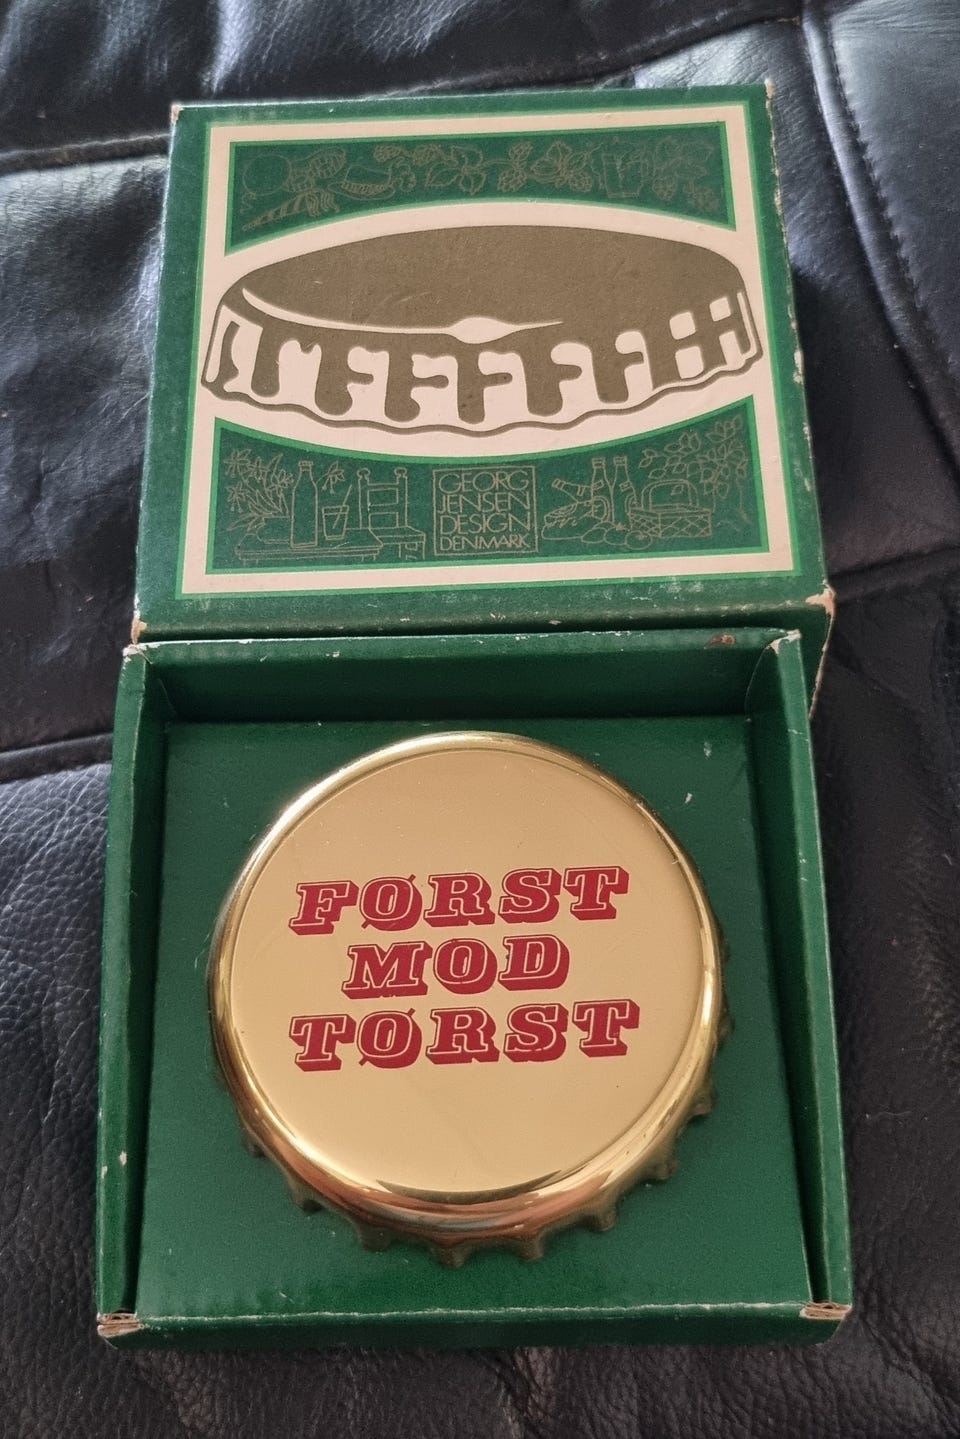 GEORG
JENSEN
DESIGN
DENMARK
FØRST
MOD
TØRST